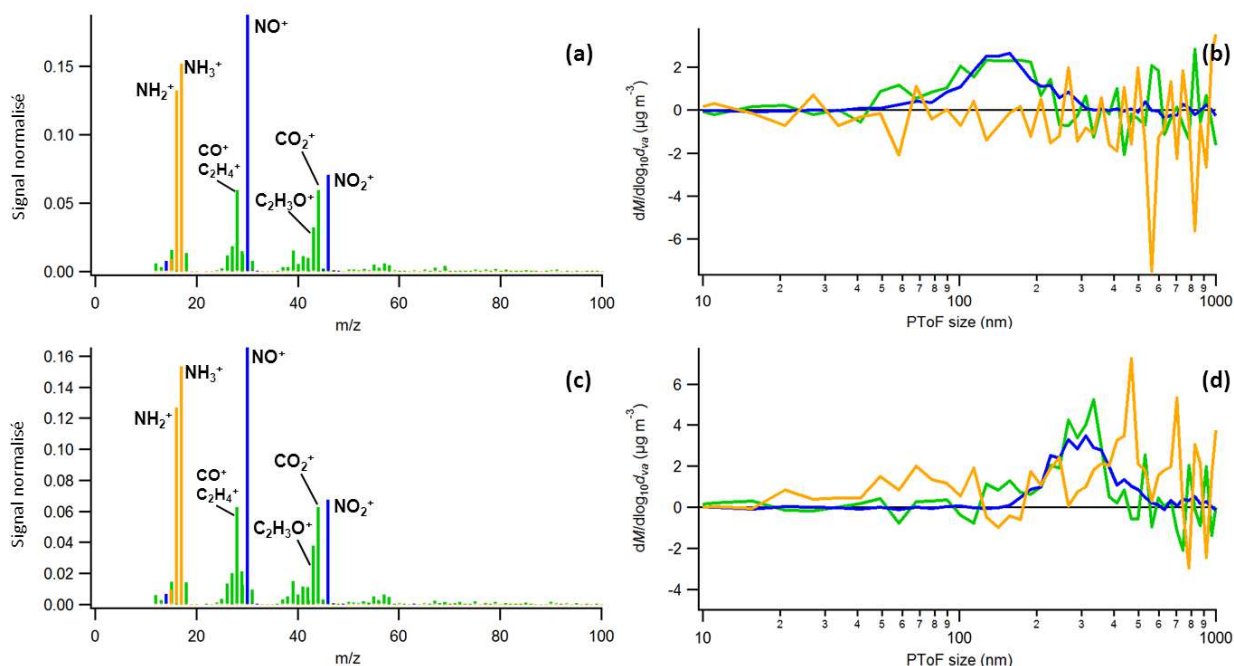 NO⁺
(a)
NH₃⁺
NH₂⁺
CO₂⁺
CO⁺
C₂H₄⁺
NO₂⁺
C₂H₃O⁺
Signal normalisé
0.15
0.10
0.05
0.00
0 20 40 60 80 100
m/z
(b)
dM/dlog₁₀dva (µg m⁻³)
2
0
-2
-4
-6
10 2 3 4 5 6 7 8 9 100 2 3 4 5 6 7 8 9 1000
PToF size (nm)
NO⁺
(c)
NH₃⁺
NH₂⁺
CO₂⁺
CO⁺
C₂H₄⁺
NO₂⁺
C₂H₃O⁺
Signal normalisé
0.16
0.14
0.12
0.10
0.08
0.06
0.04
0.02
0.00
0 20 40 60 80 100
m/z
(d)
dM/dlog₁₀dva (µg m⁻³)
6
4
2
0
-2
-4
10 2 3 4 5 6 7 8 9 100 2 3 4 5 6 7 8 9 1000
PToF size (nm)